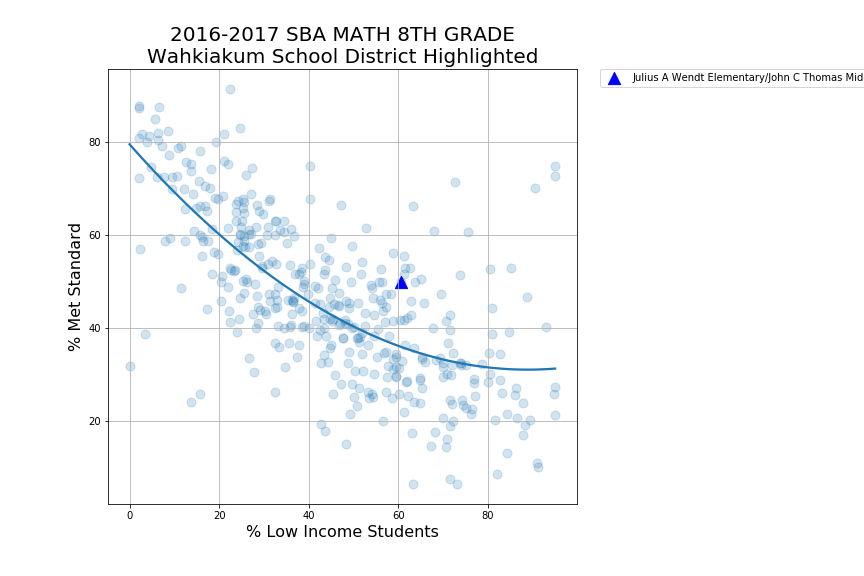 2016-2017 SBA MATH 8TH GRADE
Wahkiakum School District Highlighted
Julius A Wendt Elementary/John C Thomas Mid
% Met Standard
80
60
40
20
0
20
40
60
80
% Low Income Students